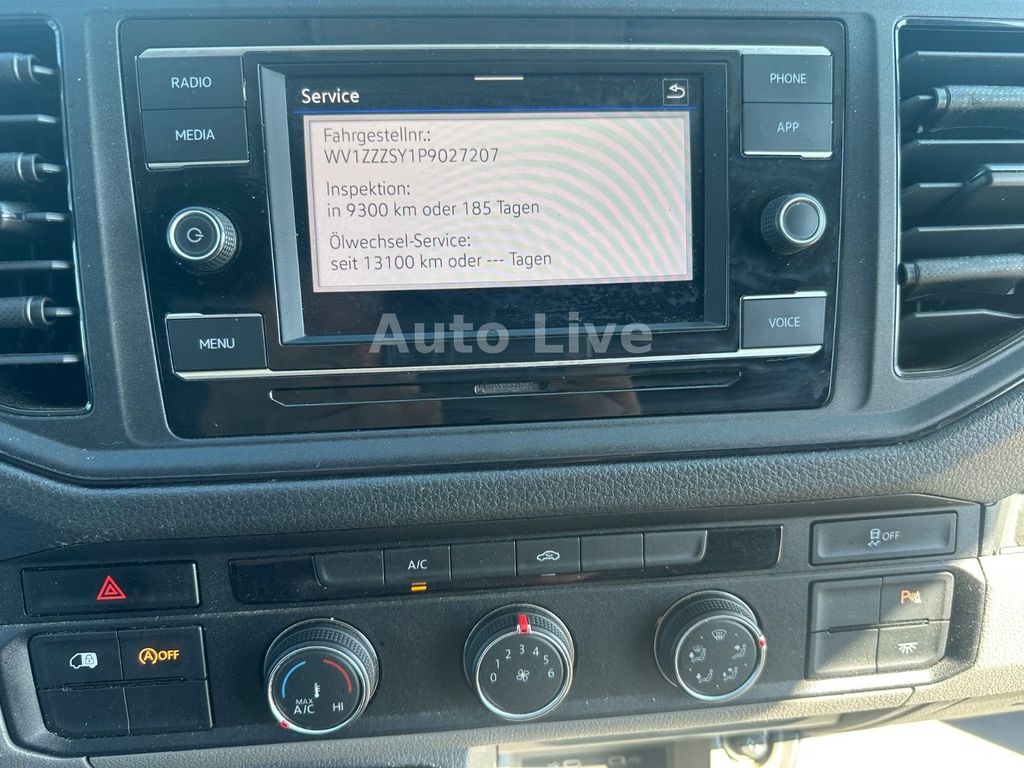 RADIO
MEDIA
MENU
Service
Fahrgestellnr.:
WV1ZZZSY1P9027207
Inspektion:
in 9300 km oder 185 Tagen
Ölwechsel-Service:
seit 13100 km oder --- Tagen
PHONE
APP
VOICE
Auto Live
A/C
OFF
A OFF
MAX
A/C HI
0 1 2 3 4 5 6
P